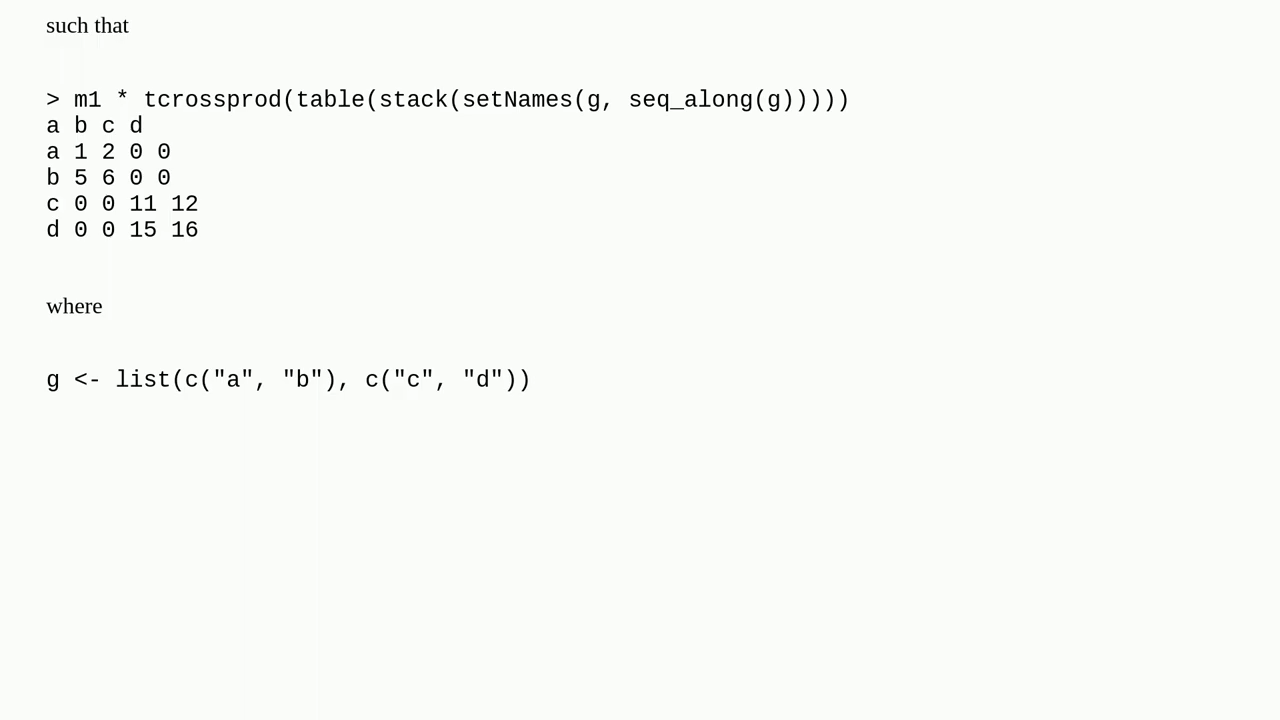 such that
> m1 * tcrossprod(table(stack(setNames(g, seq_along(g)))))
a b c d
a 1 2 0 0
b 5 6 0 0
c 0 0 11 12
d 0 0 15 16
where
g <- list(c("a", "b"), c("c", "d"))